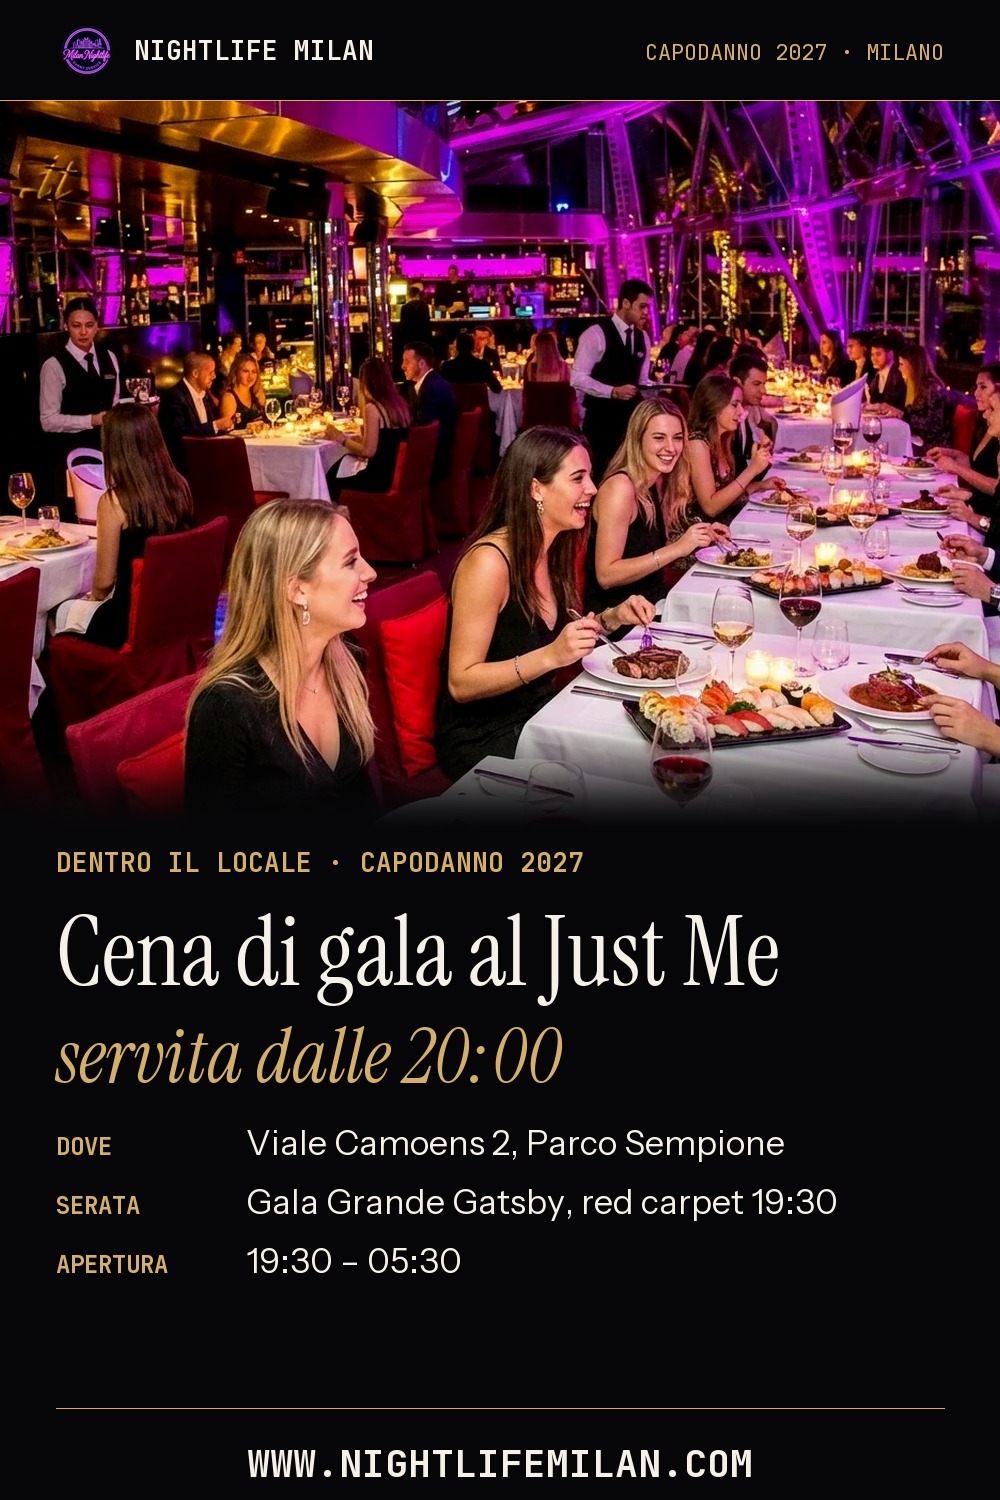 NIGHTLIFE MILAN
CAPODANNO 2027 · MILANO
DENTRO IL LOCALE · CAPODANNO 2027
Cena di gala al Just Me
servita dalle 20:00
DOVE Viale Camoens 2, Parco Sempione
SERATA Gala Grande Gatsby, red carpet 19:30
APERTURA 19:30 – 05:30
WWW.NIGHTLIFEMILAN.COM